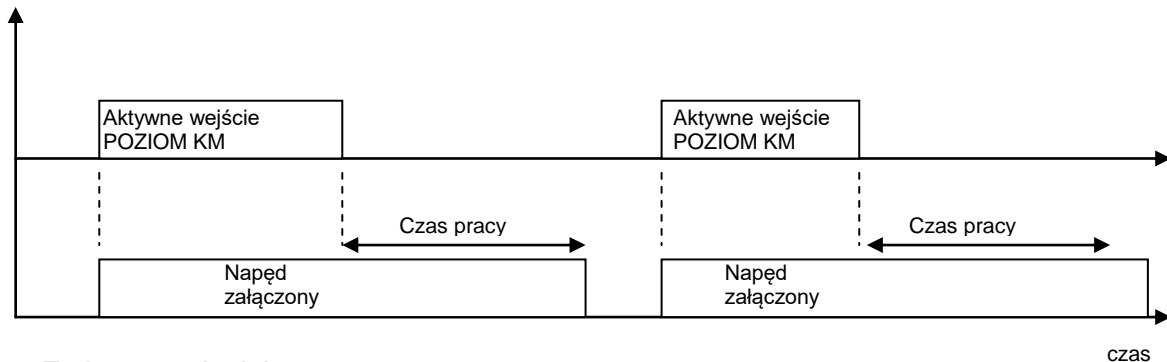 Aktywne wejście
POZIOM KM
Aktywne wejście
POZIOM KM
Czas pracy
Czas pracy
Napęd
załączony
Napęd
załączony
czas